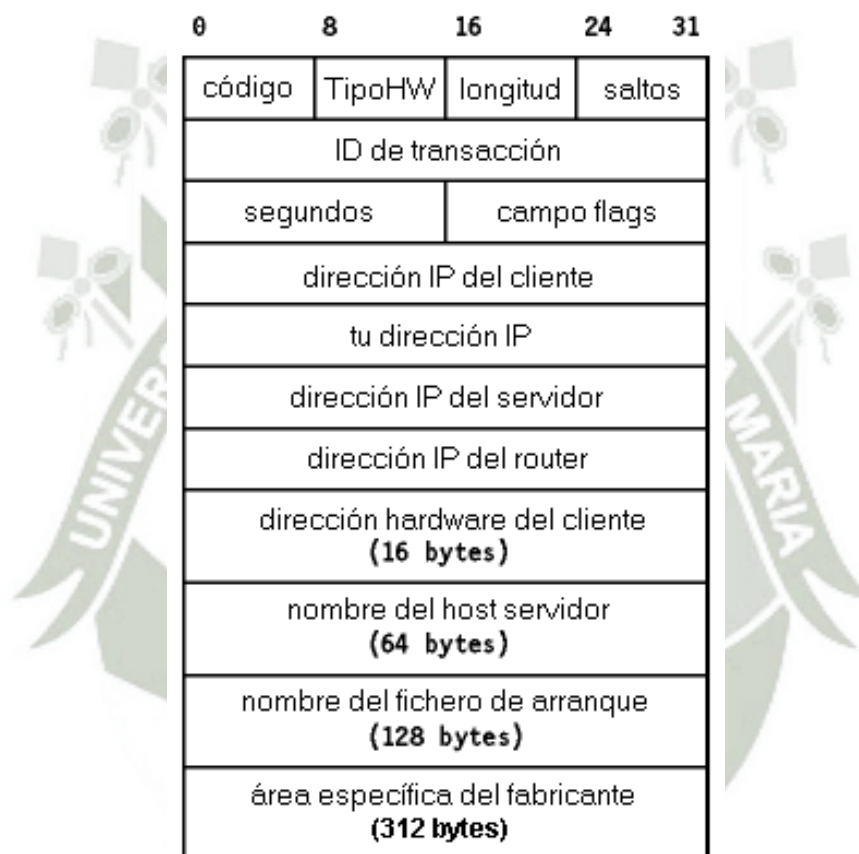 0 8 16 24 31
código TipoHW longitud saltos
ID de transacción
segundos campo flags
dirección IP del cliente
tu dirección IP
dirección IP del servidor
dirección IP del router
dirección hardware del cliente
(16 bytes)
nombre del host servidor
(64 bytes)
nombre del fichero de arranque
(128 bytes)
área específica del fabricante
(312 bytes)
UNIVER
MARIA